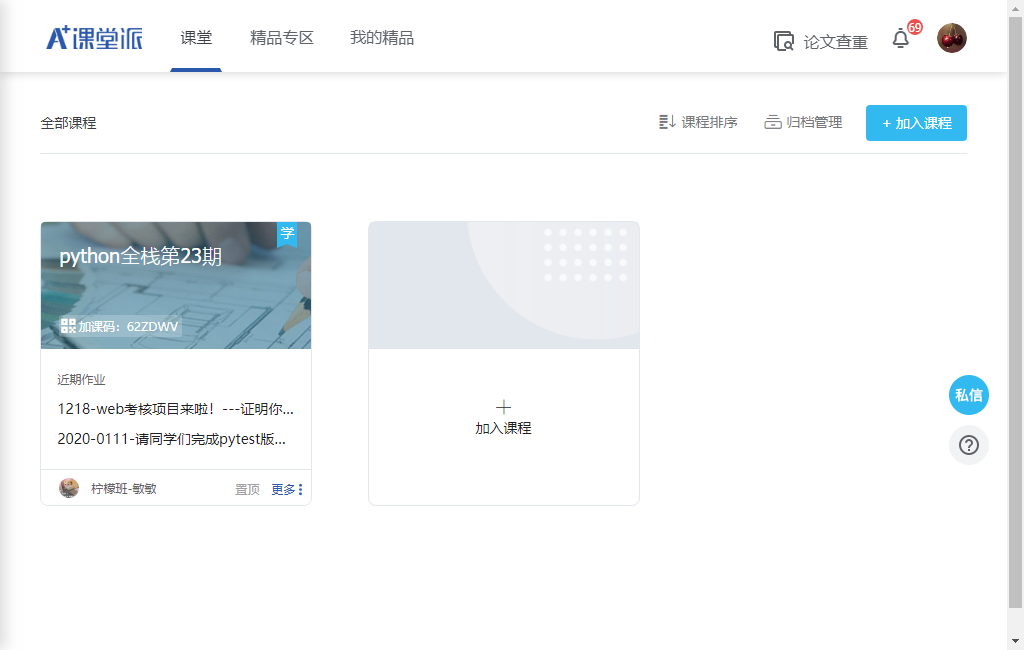 A+课堂派
课堂
精品专区
我的精品
论文查重
69
全部课程
课程排序
归档管理
+ 加入课程
学
python全栈第23期
加课码：62ZDWV
近期作业
1218-web考核项目来啦！---证明你...
2020-0111-请同学们完成pytest版...
柠檬班-敏敏
置顶
更多
加入课程
私信